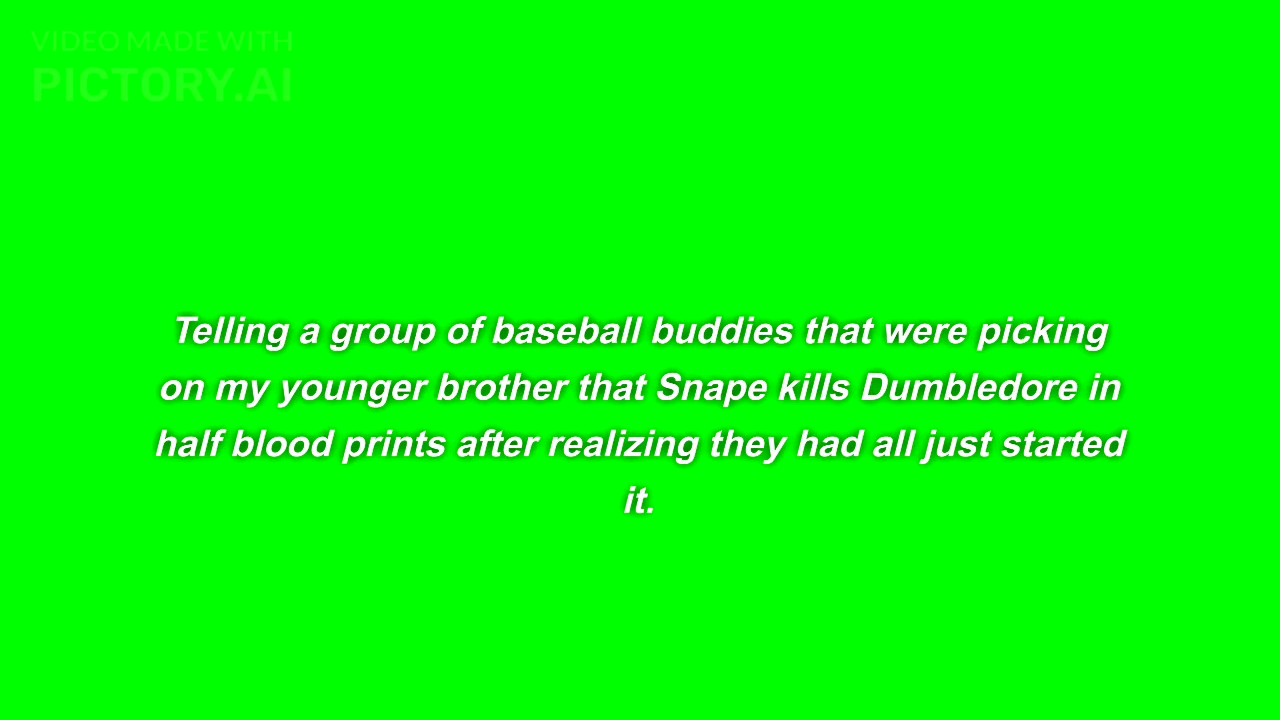 VIDEO MADE WITH
PICTORY.AI
Telling a group of baseball buddies that were picking
on my younger brother that Snape kills Dumbledore in
half blood prints after realizing they had all just started
it.